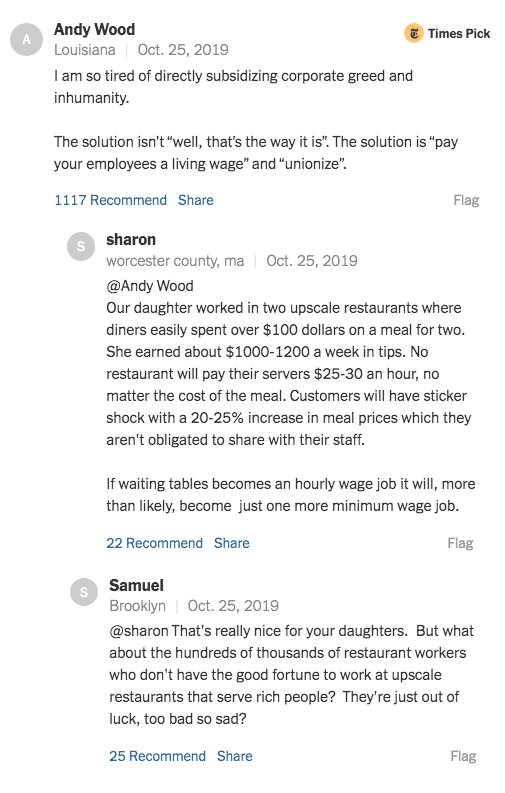 A
Andy Wood
Times Pick
Louisiana | Oct. 25, 2019
I am so tired of directly subsidizing corporate greed and
inhumanity.
The solution isn't “well, that's the way it is”. The solution is “pay
your employees a living wage” and “unionize”.
1117 Recommend Share Flag
S
sharon
worcester county, ma | Oct. 25, 2019
@Andy Wood
Our daughter worked in two upscale restaurants where
diners easily spent over $100 dollars on a meal for two.
She earned about $1000-1200 a week in tips. No
restaurant will pay their servers $25-30 an hour, no
matter the cost of the meal. Customers will have sticker
shock with a 20-25% increase in meal prices which they
aren't obligated to share with their staff.
If waiting tables becomes an hourly wage job it will, more
than likely, become just one more minimum wage job.
22 Recommend Share Flag
S
Samuel
Brooklyn | Oct. 25, 2019
@sharon That's really nice for your daughters. But what
about the hundreds of thousands of restaurant workers
who don't have the good fortune to work at upscale
restaurants that serve rich people? They're just out of
luck, too bad so sad?
25 Recommend Share Flag